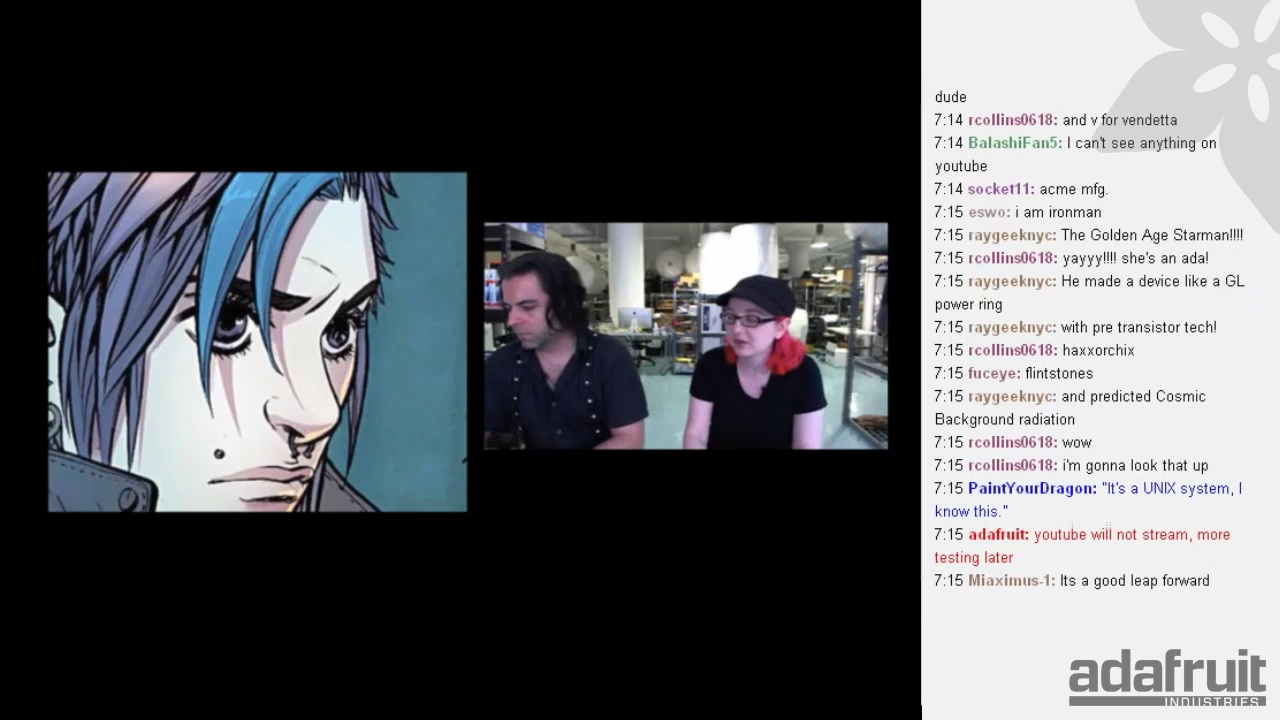 dude
7:14 rcollins0618: and v for vendetta
7:14 BalashiFan5: I can't see anything on
youtube
7:14 socket11: acme mfg.
7:15 eswo: i am ironman
7:15 raygeeknyc: The Golden Age Starman!!!!
7:15 rcollins0618: yayyy!!!! she's an ada!
7:15 raygeeknyc: He made a device like a GL
power ring
7:15 raygeeknyc: with pre transistor tech!
7:15 rcollins0618: haxxorchix
7:15 fuceye: flintstones
7:15 raygeeknyc: and predicted Cosmic
Background radiation
7:15 rcollins0618: wow
7:15 rcollins0618: i'm gonna look that up
7:15 PaintYourDragon: "It's a UNIX system, I
know this."
7:15 adafruit: youtube will not stream, more
testing later
7:15 Miaximus-1: Its a good leap forward
adafruit
INDUSTRIES